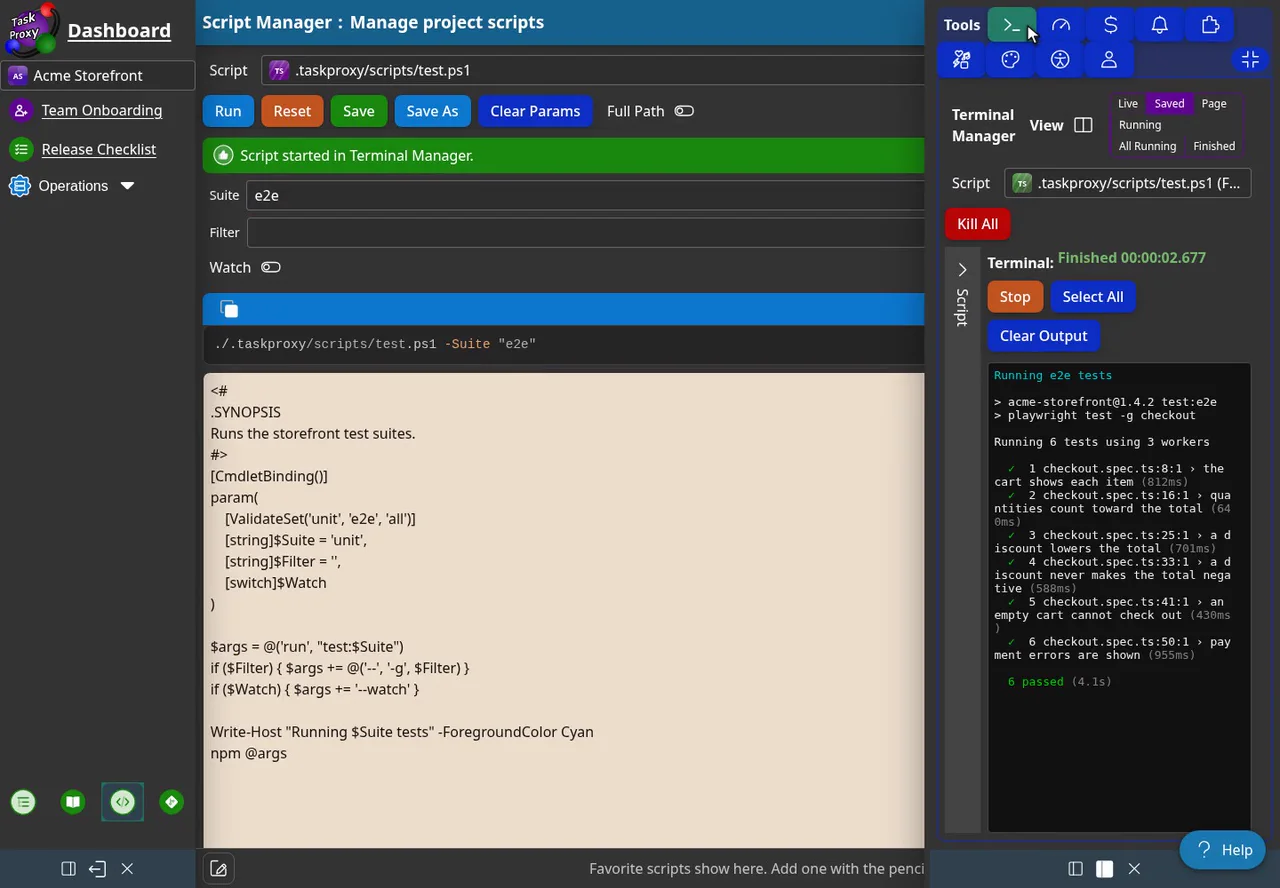 Task
Proxy
Dashboard
AS Acme Storefront
Team Onboarding
Release Checklist
Operations
Script Manager : Manage project scripts
Script TS .taskproxy/scripts/test.ps1
Run Reset Save Save As Clear Params Full Path
Script started in Terminal Manager.
Suite e2e
Filter
Watch
./.taskproxy/scripts/test.ps1 -Suite "e2e"
<#
.SYNOPSIS
Runs the storefront test suites.
#>
[CmdletBinding()]
param(
    [ValidateSet('unit', 'e2e', 'all')]
    [string]$Suite = 'unit',
    [string]$Filter = '',
    [switch]$Watch
)

$args = @('run', "test:$Suite")
if ($Filter) { $args += @('--', '-g', $Filter) }
if ($Watch) { $args += '--watch' }

Write-Host "Running $Suite tests" -ForegroundColor Cyan
npm @args
Favorite scripts show here. Add one with the penci
Tools
Terminal
Manager
View
Live Saved Page
Running
All Running Finished
Script TS .taskproxy/scripts/test.ps1 (F...
Kill All
Script
Terminal: Finished 00:00:02.677
Stop Select All
Clear Output
Running e2e tests

> acme-storefront@1.4.2 test:e2e
> playwright test -g checkout

Running 6 tests using 3 workers

  ✓  1 checkout.spec.ts:8:1 › the
cart shows each item (812ms)
  ✓  2 checkout.spec.ts:16:1 › qua
ntities count toward the total (64
0ms)
  ✓  3 checkout.spec.ts:25:1 › a d
iscount lowers the total (701ms)
  ✓  4 checkout.spec.ts:33:1 › a d
iscount never makes the total nega
tive (588ms)
  ✓  5 checkout.spec.ts:41:1 › an
empty cart cannot check out (430ms
)
  ✓  6 checkout.spec.ts:50:1 › pay
ment errors are shown (955ms)

  6 passed (4.1s)
? Help